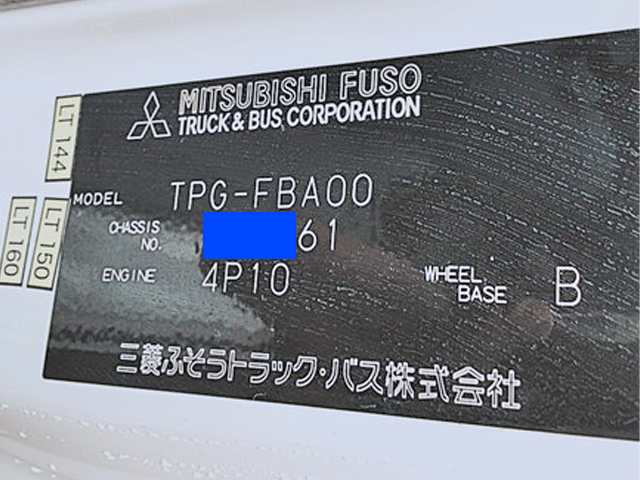 MITSUBISHI FUSO
TRUCK & BUS CORPORATION
LT 144
MODEL TPG-FBA00
CHASSIS NO. 61
LT 150
LT 160
ENGINE 4P10
WHEEL BASE B
三菱ふそうトラック・バス株式会社